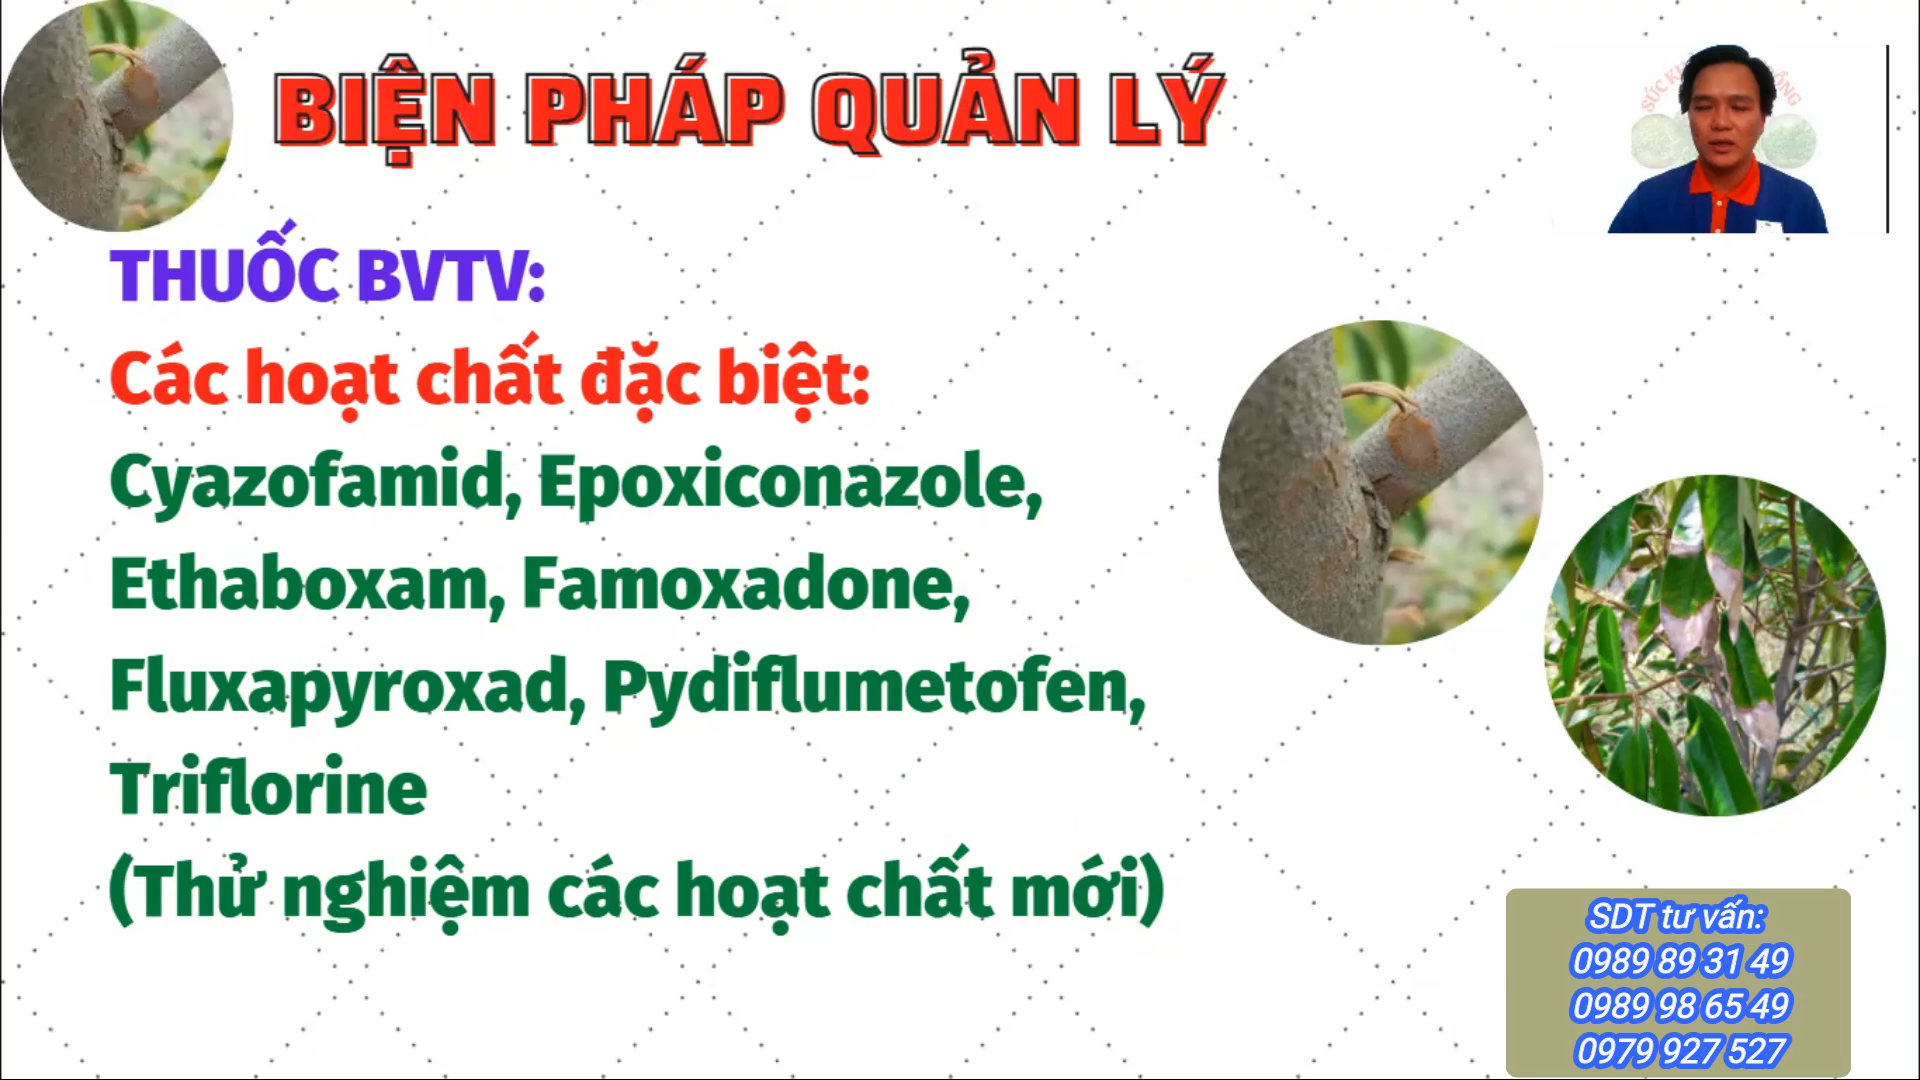 BIỆN PHÁP QUẢN LÝ
THUỐC BVTV:
Các hoạt chất đặc biệt:
Cyazofamid, Epoxiconazole,
Ethaboxam, Famoxadone,
Fluxapyroxad, Pydiflumetofen,
Triflorine
(Thử nghiệm các hoạt chất mới)
SDT tư vấn:
0989 89 31 49
0989 98 65 49
0979 927 527